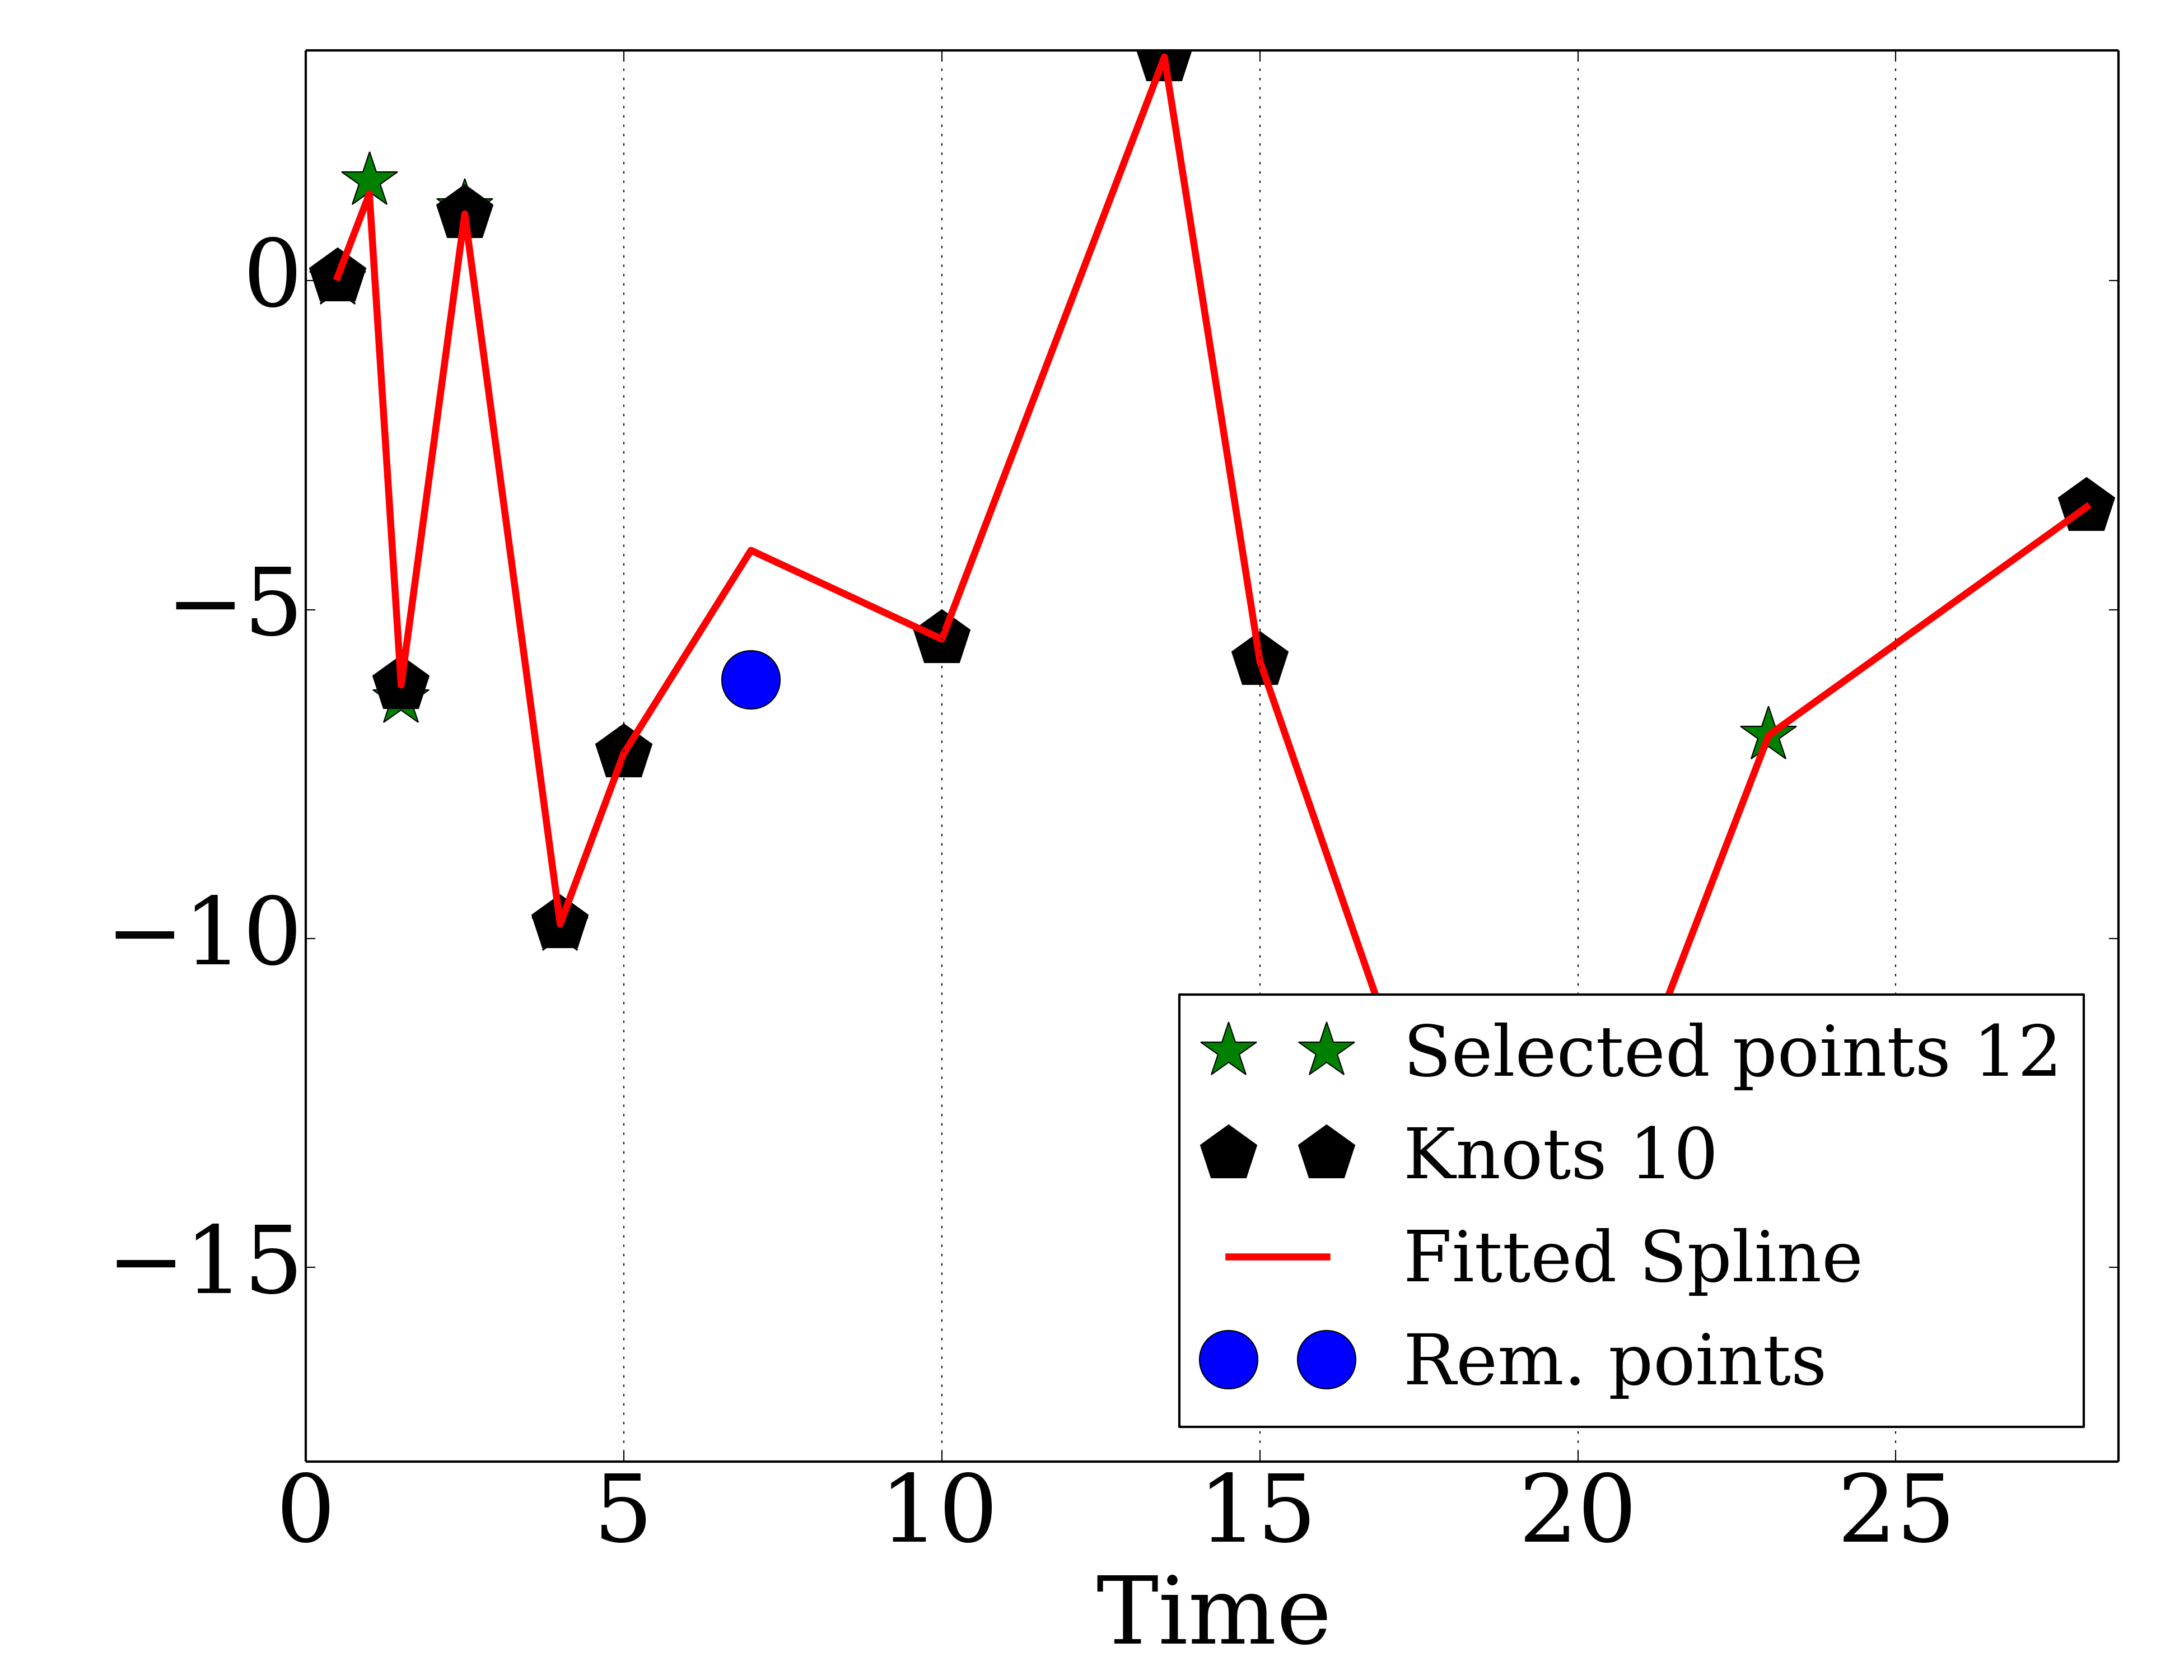 0
−5
−10
−15
Selected points 12
Knots 10
Fitted Spline
Rem. points
0 5 10 15 20 25
Time